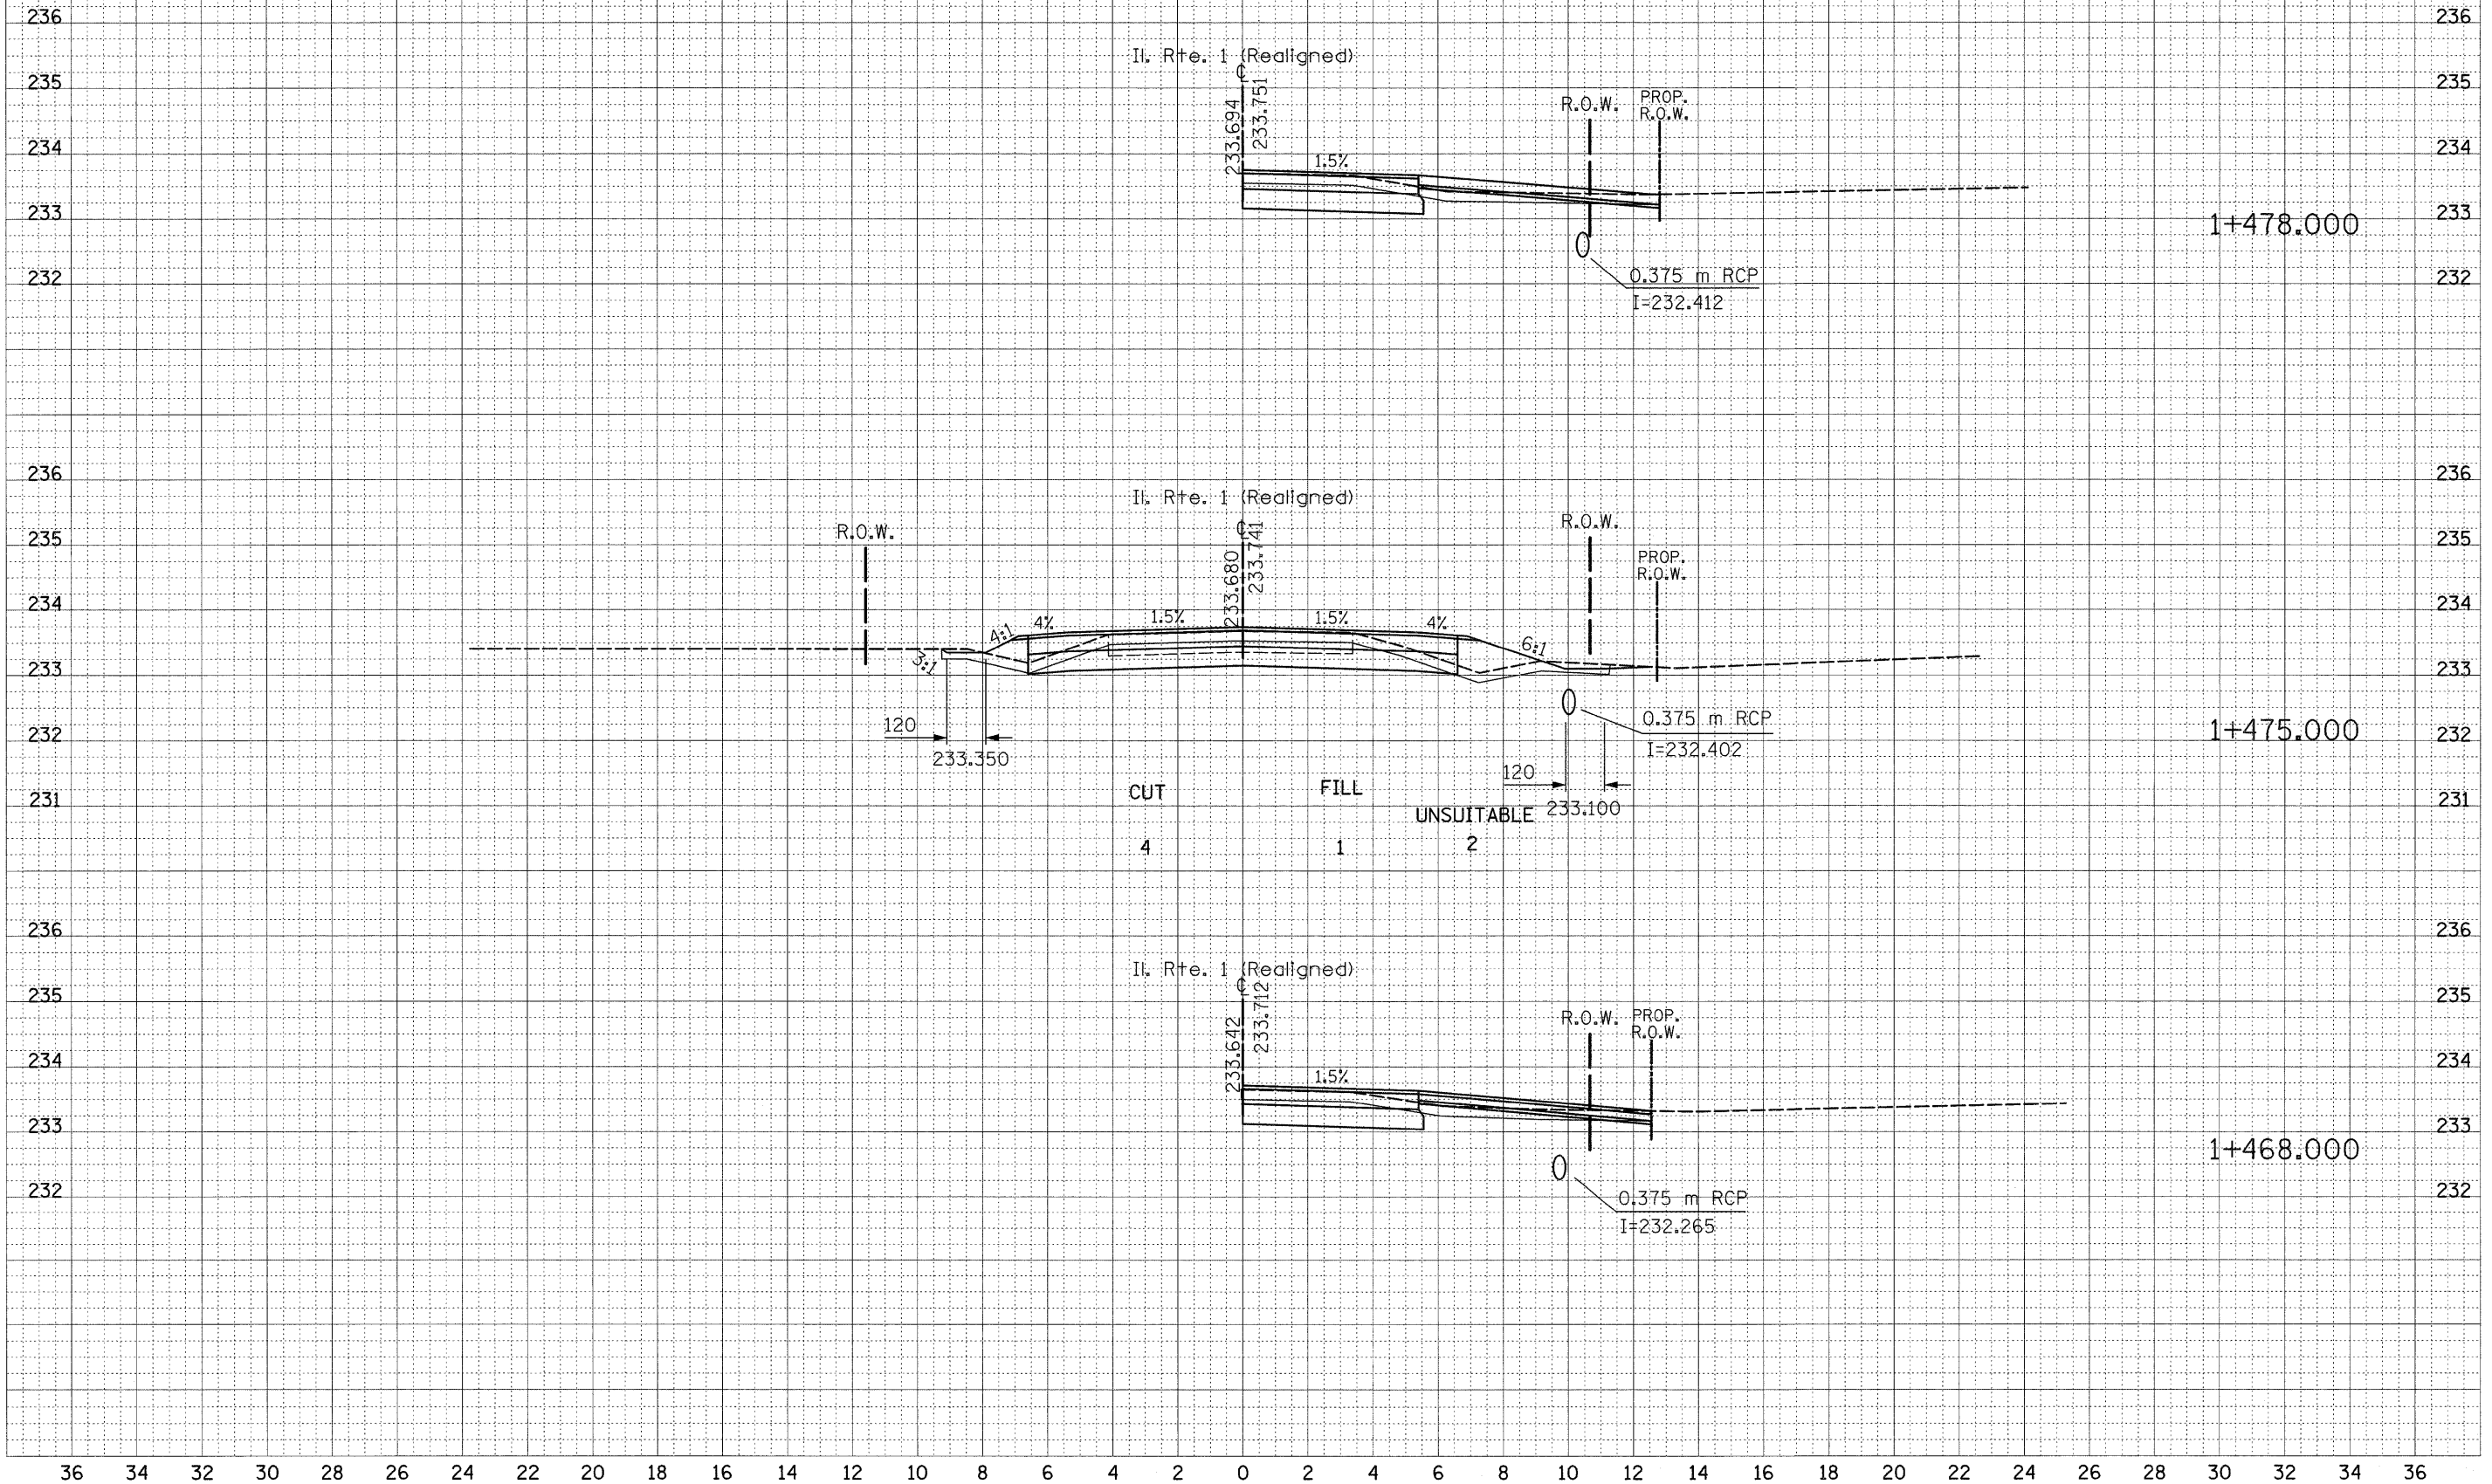 236 236
Il. Rte. 1 (Realigned)
℄
235 235
233.694 233.751
R.O.W. PROP. R.O.W.
234 234
1.5%
233 233
1+478.000
0.375 m RCP
I=232.412
232 232
236 236
Il. Rte. 1 (Realigned)
℄
R.O.W. R.O.W.
235 235
233.680 233.741
PROP. R.O.W.
234 234
4:1 4% 1.5% 1.5% 4% 6:1
3:1
233 233
0.375 m RCP
I=232.402
1+475.000
120
233.350
232 232
120
233.100
CUT FILL UNSUITABLE
231 231
4 1 2
236 236
Il. Rte. 1 (Realigned)
℄
235 235
233.642 233.712
R.O.W. PROP. R.O.W.
234 234
1.5%
233 233
1+468.000
0.375 m RCP
I=232.265
232 232
36 34 32 30 28 26 24 22 20 18 16 14 12 10 8 6 4 2 0 2 4 6 8 10 12 14 16 18 20 22 24 26 28 30 32 34 36